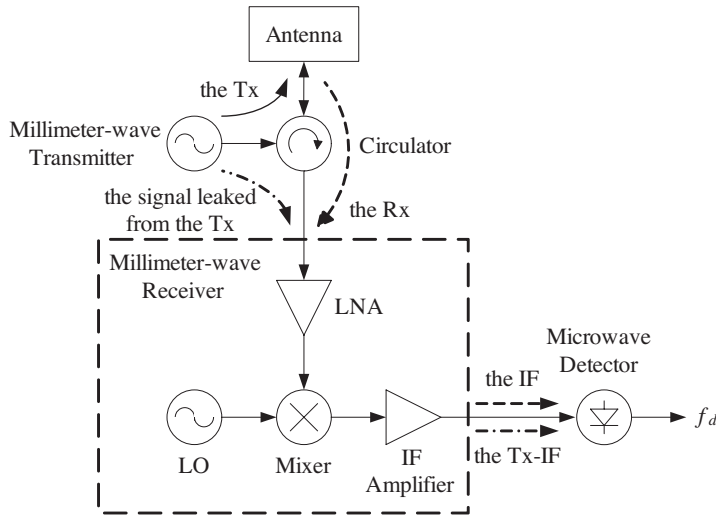 Antenna
the Tx
Millimeter-wave
Transmitter
Circulator
the signal leaked
from the Tx
the Rx
Millimeter-wave
Receiver
LNA
Microwave
Detector
the IF
f_d
LO
Mixer
IF
Amplifier
the Tx-IF